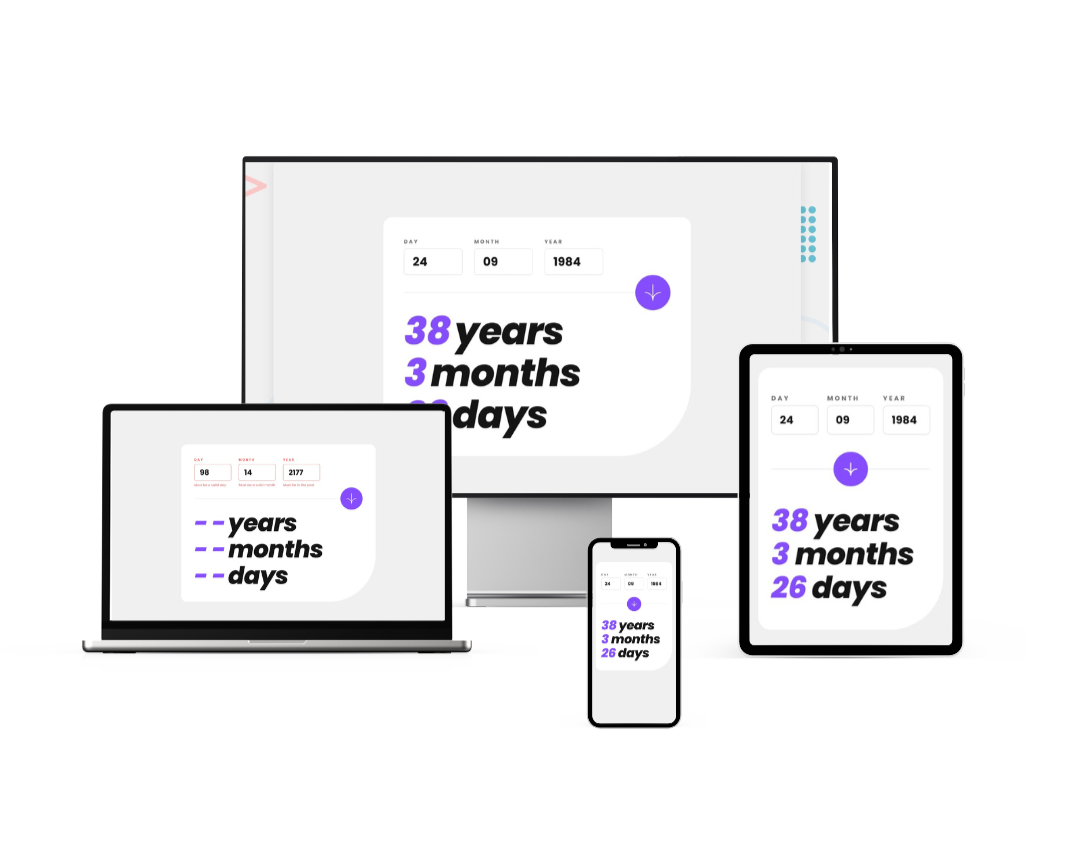 DAY MONTH YEAR
24 09 1984
38 years
3 months
days
DAY MONTH YEAR
98 14 2177
Must be a valid day Must be a valid month Must be in the past
-- years
-- months
-- days
DAY MONTH YEAR
24 09 1984
38 years
3 months
26 days
DAY MONTH YEAR
24 09 1984
38 years
3 months
26 days